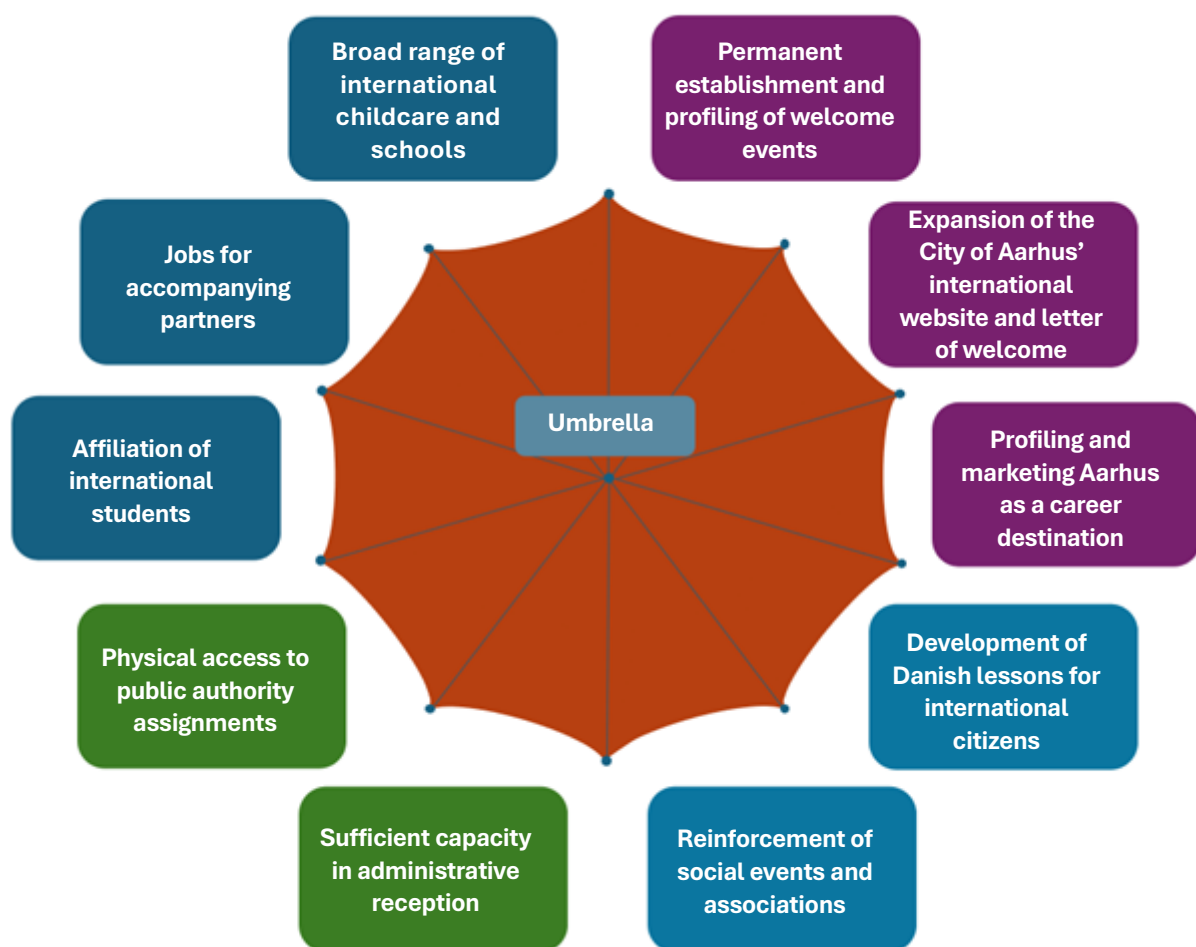 Broad range of
international
childcare and
schools
Permanent
establishment and
profiling of welcome
events
Jobs for
accompanying
partners
Expansion of the
City of Aarhus’
international
website and letter
of welcome
Umbrella
Affiliation of
international
students
Profiling and
marketing Aarhus
as a career
destination
Physical access to
public authority
assignments
Development of
Danish lessons for
international
citizens
Sufficient capacity
in administrative
reception
Reinforcement of
social events and
associations